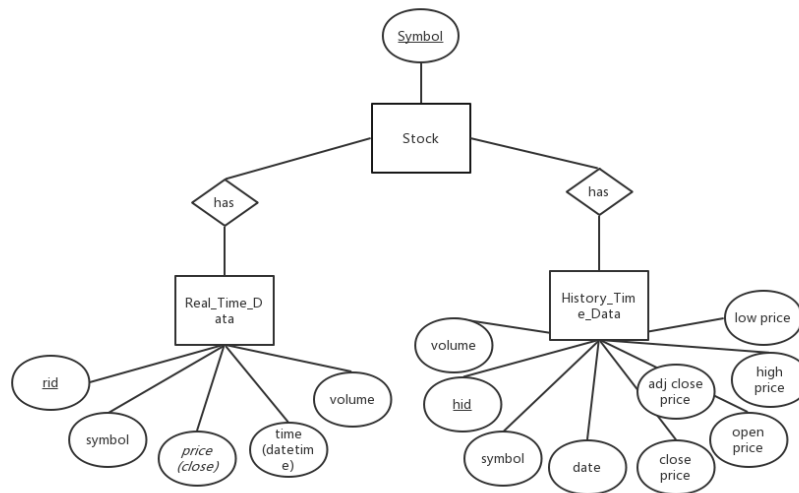 Symbol
Stock
has
has
Real_Time_D
ata
History_Tim
e_Data
low price
volume
rid
hid
adj close
price
high
price
volume
symbol
price
(close)
time
(datetim
e)
symbol
date
close
price
open
price